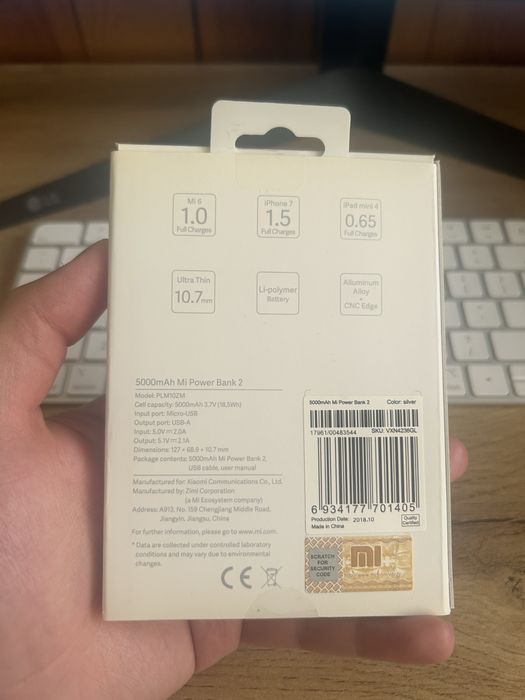 LG
Mi 6
1.0
Full Charges
iPhone 7
1.5
Full Charges
iPad mini 4
0.65
Full Charges
Ultra Thin
10.7mm
Li-polymer
Battery
Alluminum
Alloy
+
CNC Edge
5000mAh Mi Power Bank 2
Model: PLM10ZM
Cell capacity: 5000mAh 3.7V (18.5Wh)
Input port: Micro-USB
Output port: USB-A
Input: 5.0V⎓2.0A
Output: 5.1V⎓2.1A
Dimensions: 127 × 68.9 × 10.7 mm
Package contents: 5000mAh Mi Power Bank 2,
USB cable, user manual
Manufactured for: Xiaomi Communications Co., Ltd.
Manufactured by: Zimi Corporation
(a Mi Ecosystem company)
Address: A913, No. 159 Chengjiang Middle Road,
Jiangyin, Jiangsu, China
For further information, please go to www.mi.com.
* Data are collected under controlled laboratory
conditions and may vary due to environmental
changes.
CE
5000mAh Mi Power Bank 2 Color: silver
17961/00483544 SKU: VXN4236GL
6 934177 701405
Production Date: 2018.10
Made in China
Quality
Certified
SCRATCH
FOR
SECURITY
CODE
mi